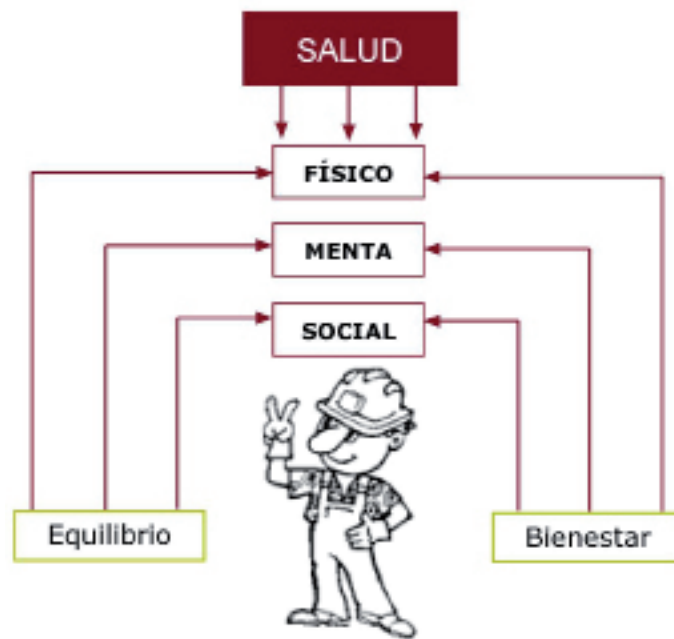 SALUD
FÍSICO
MENTA
SOCIAL
Equilibrio
Bienestar